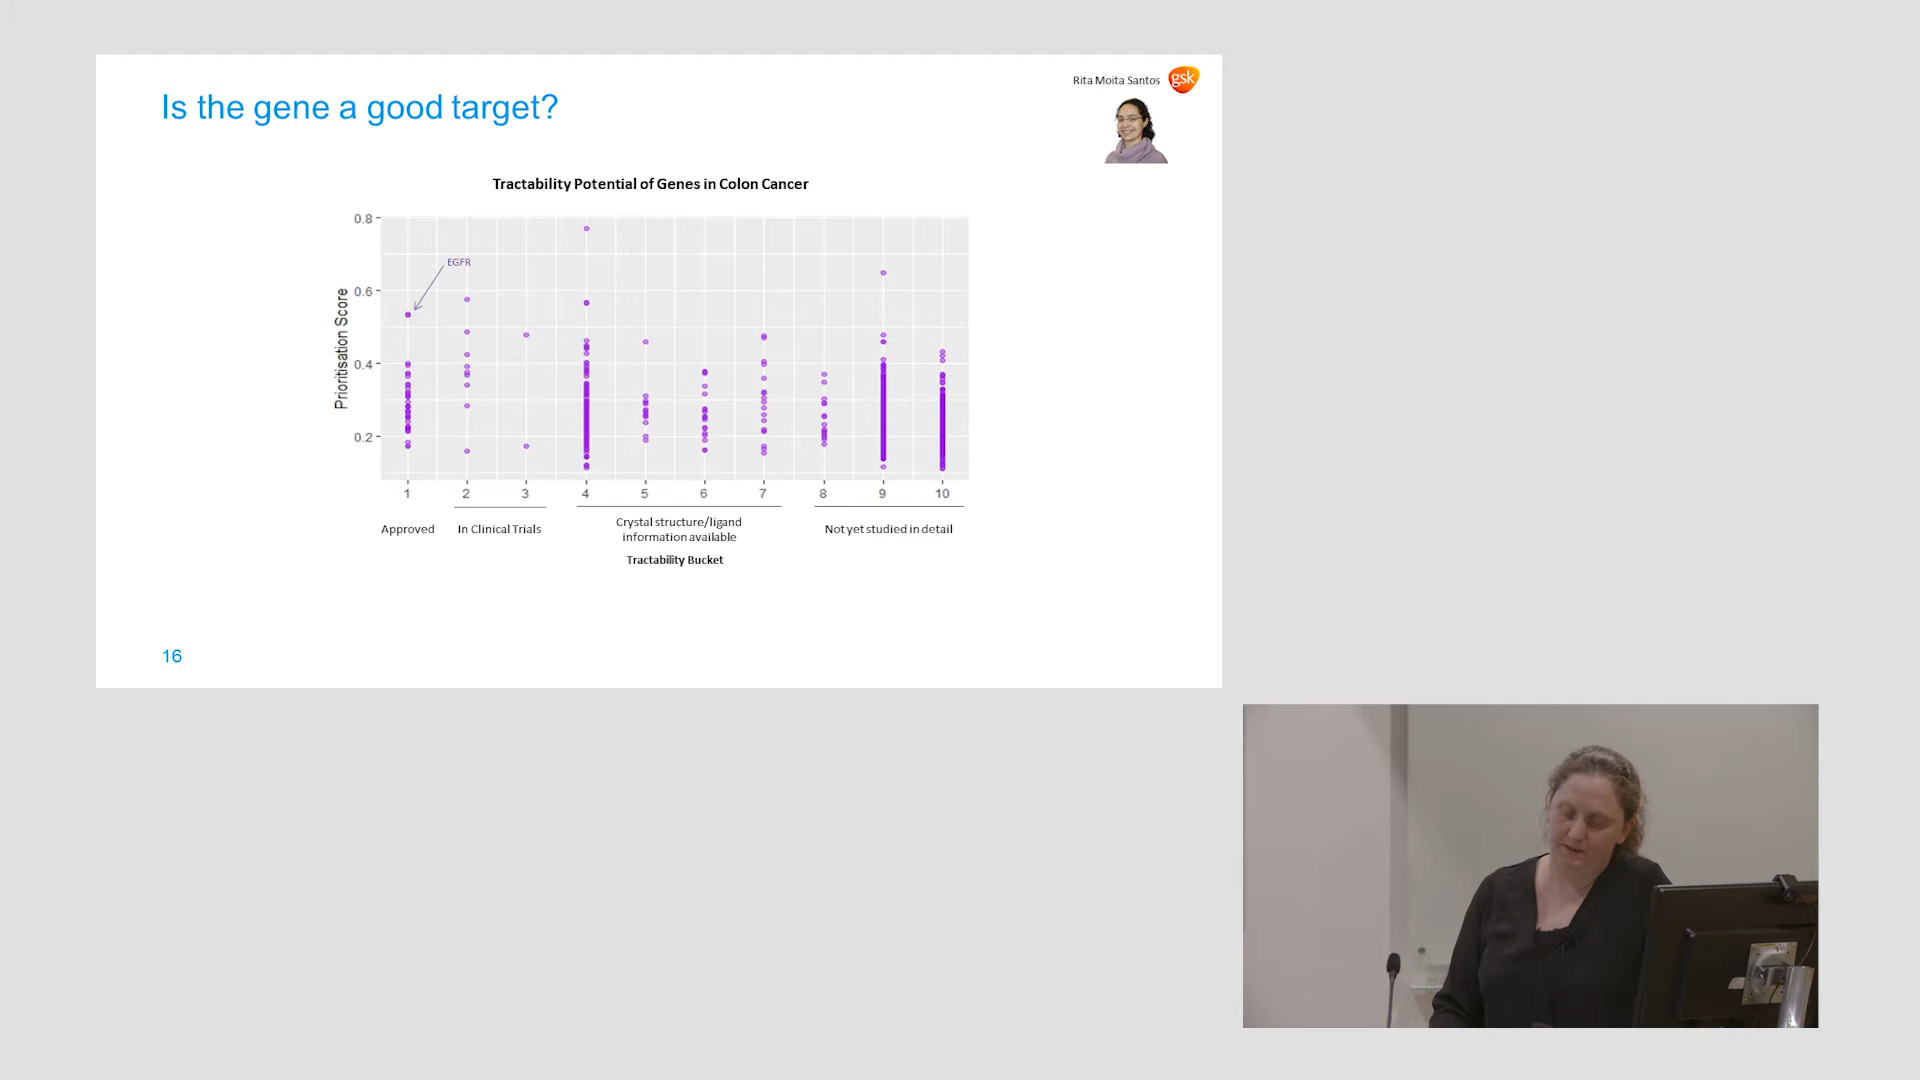 Rita Moita Santos
gsk
Is the gene a good target?
Tractability Potential of Genes in Colon Cancer
Prioritisation Score
0.8
0.6
0.4
0.2
EGFR
1 2 3 4 5 6 7 8 9 10
Approved
In Clinical Trials
Crystal structure/ligand
information available
Not yet studied in detail
Tractability Bucket
16